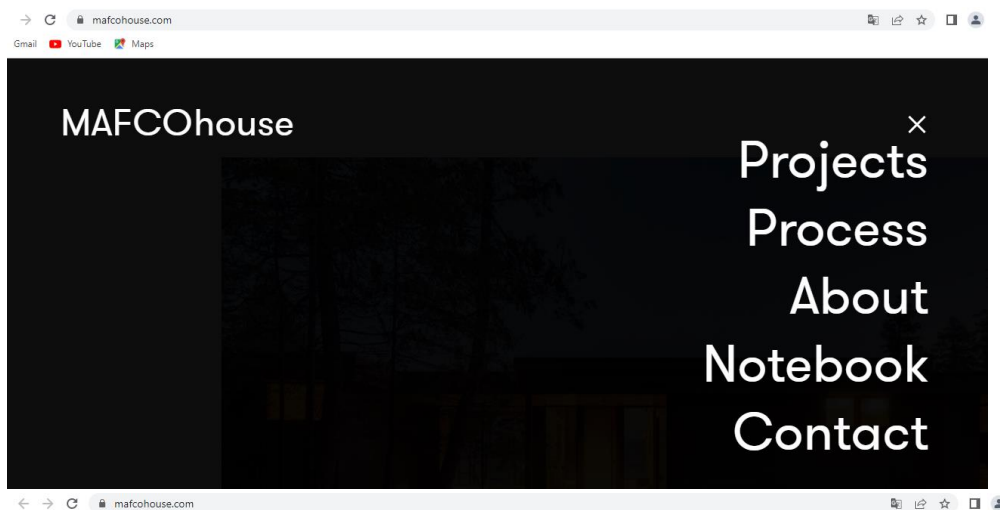 mafcohouse.com
Gmail YouTube Maps
MAFCOhouse
Projects
Process
About
Notebook
Contact
mafcohouse.com